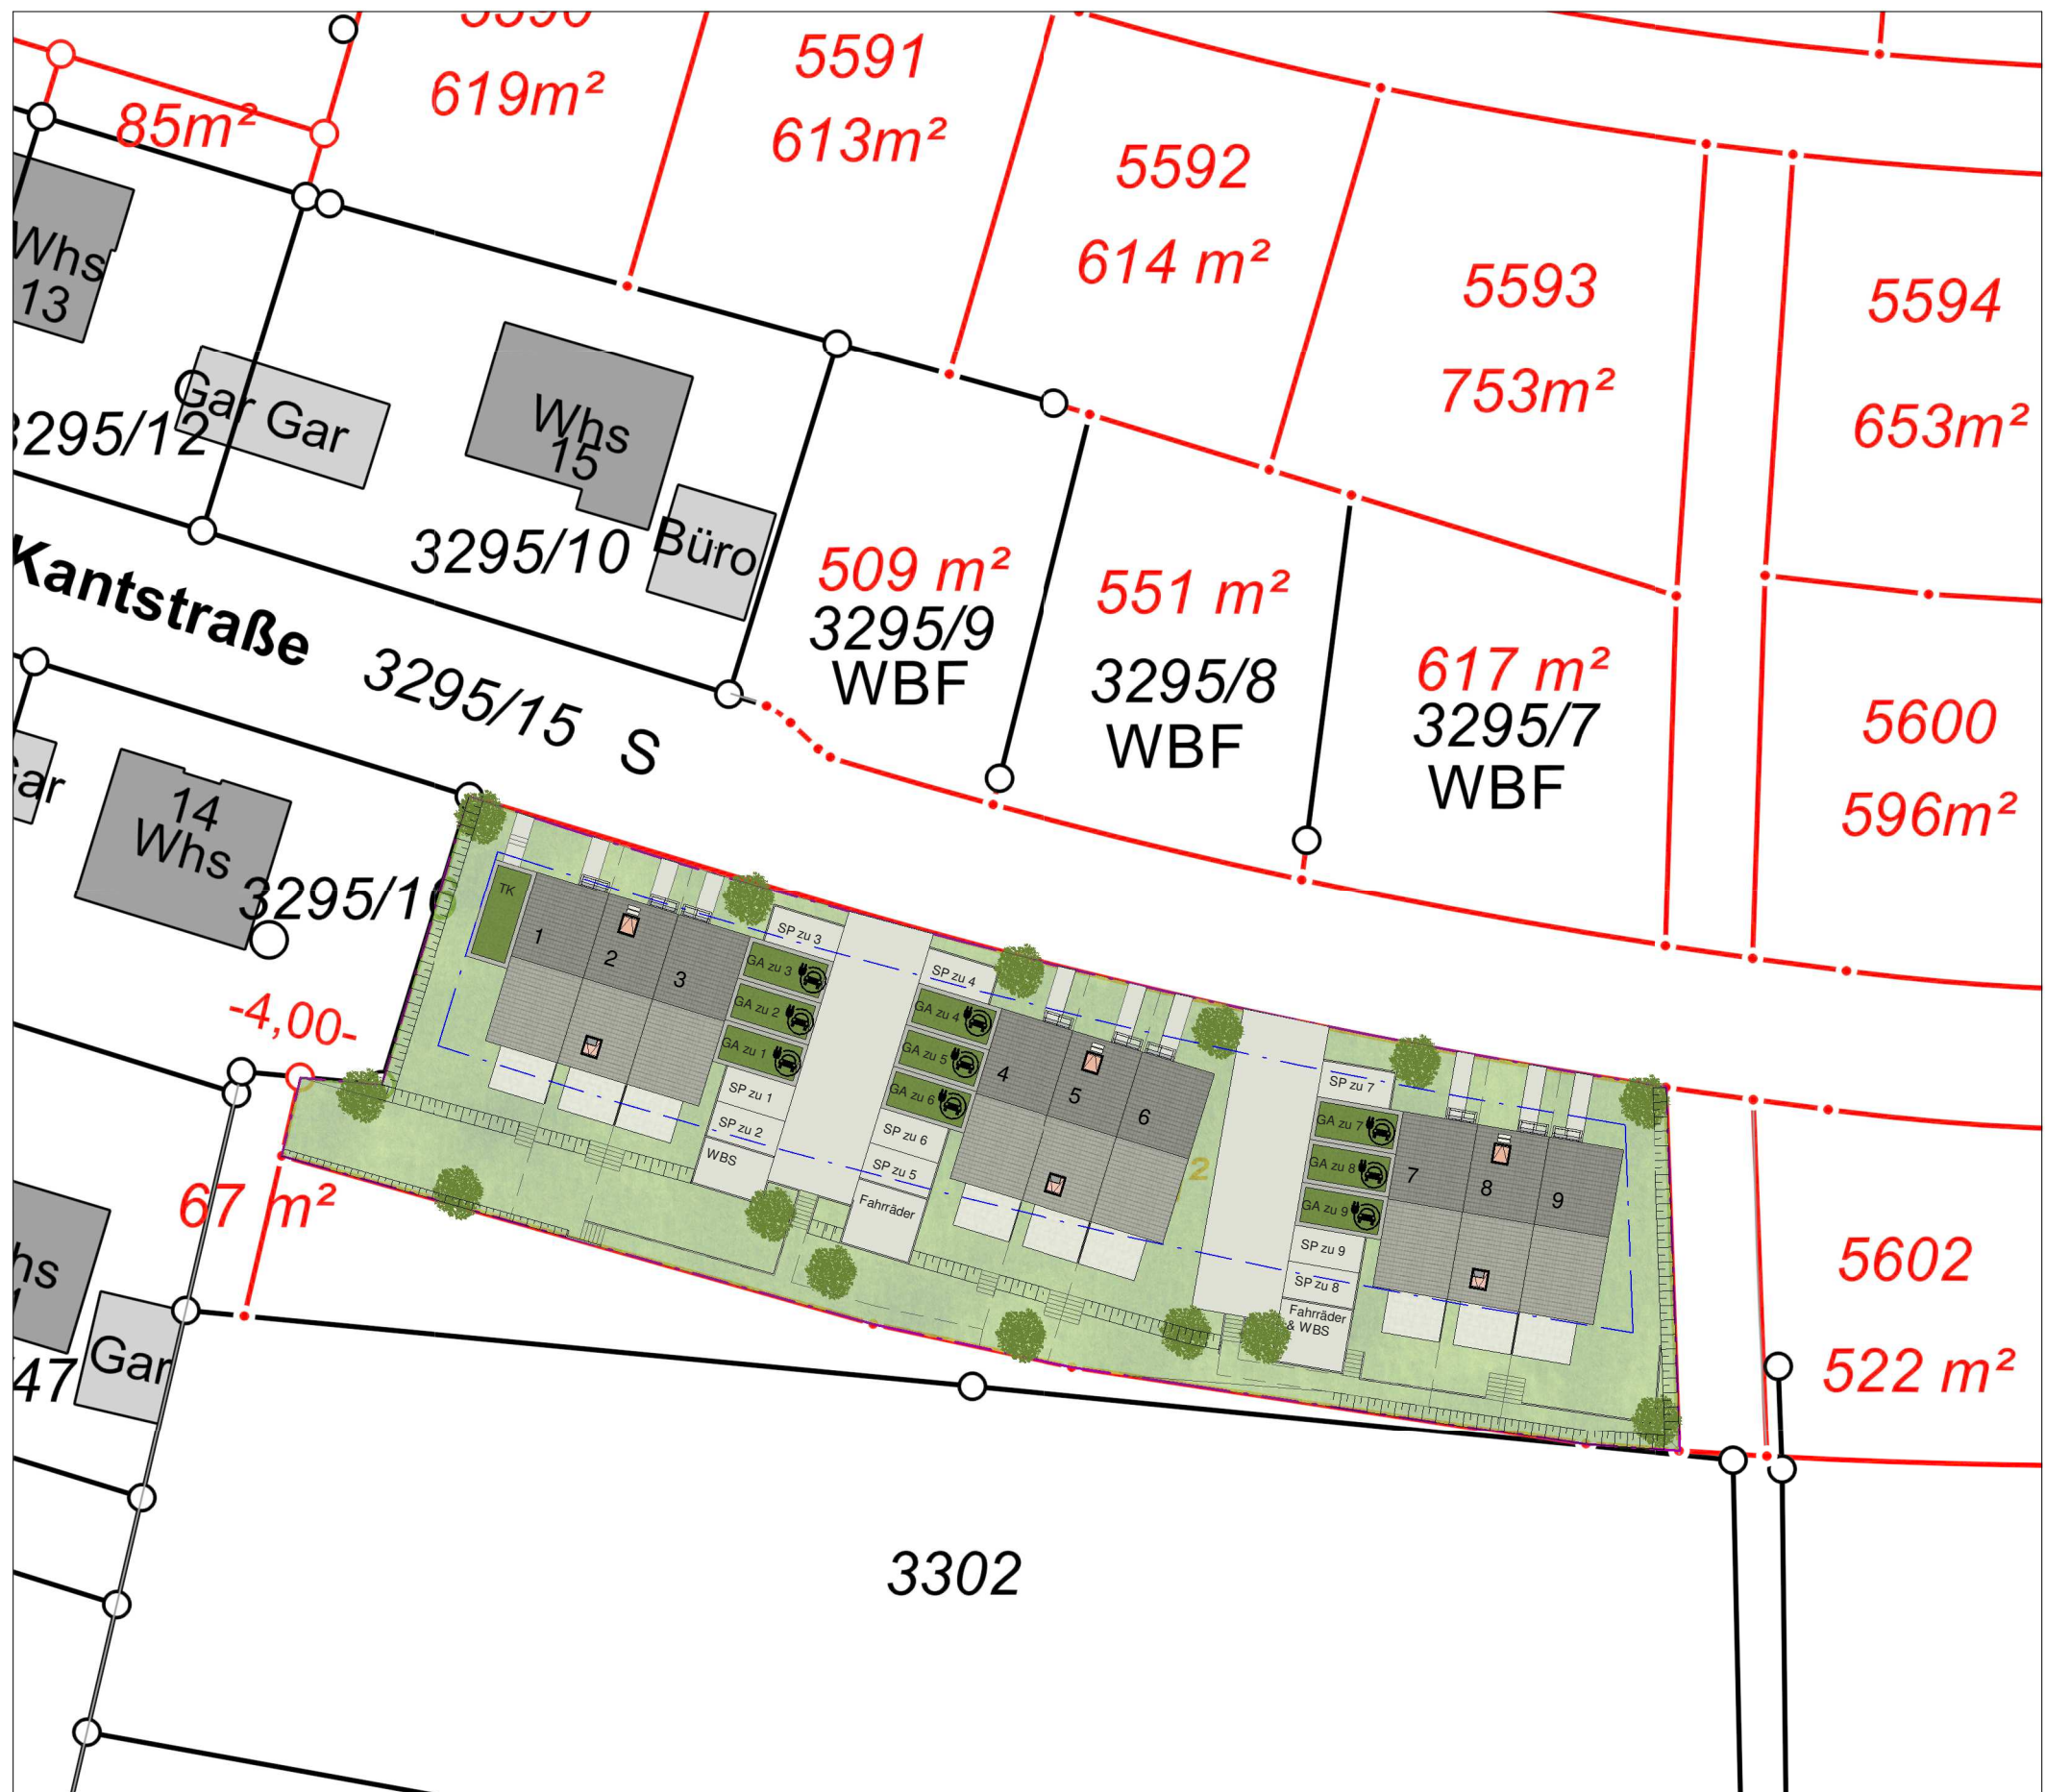 619m²
5591
613m²
5592
614 m²
5593
753m²
5594
653m²
85m²
Whs
13
Gar
Gar
3295/12
Whs
15
3295/10
Büro
Kantstraße
3295/15 S
509 m²
3295/9
WBF
551 m²
3295/8
WBF
617 m²
3295/7
WBF
5600
596m²
Gar
14
Whs
-4,00-
67 m²
Gar
47
TK
1
2
3
SP zu 3
GA zu 3
GA zu 2
GA zu 1
SP zu 1
SP zu 2
WBS
SP zu 4
GA zu 4
GA zu 5
GA zu 6
SP zu 6
SP zu 5
Fahrräder
4
5
6
2
SP zu 7
GA zu 7
GA zu 8
GA zu 9
SP zu 9
SP zu 8
Fahrräder
& WBS
7
8
9
5602
522 m²
3302